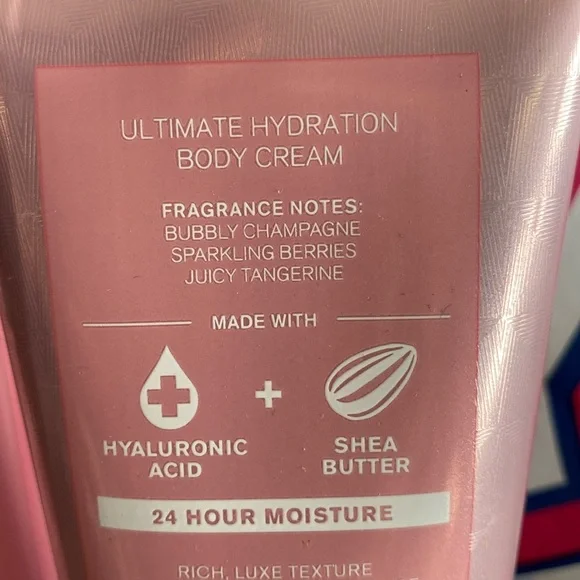 ULTIMATE HYDRATION
BODY CREAM
FRAGRANCE NOTES:
BUBBLY CHAMPAGNE
SPARKLING BERRIES
JUICY TANGERINE
MADE WITH
+
HYALURONIC
ACID
SHEA
BUTTER
24 HOUR MOISTURE
RICH, LUXE TEXTURE